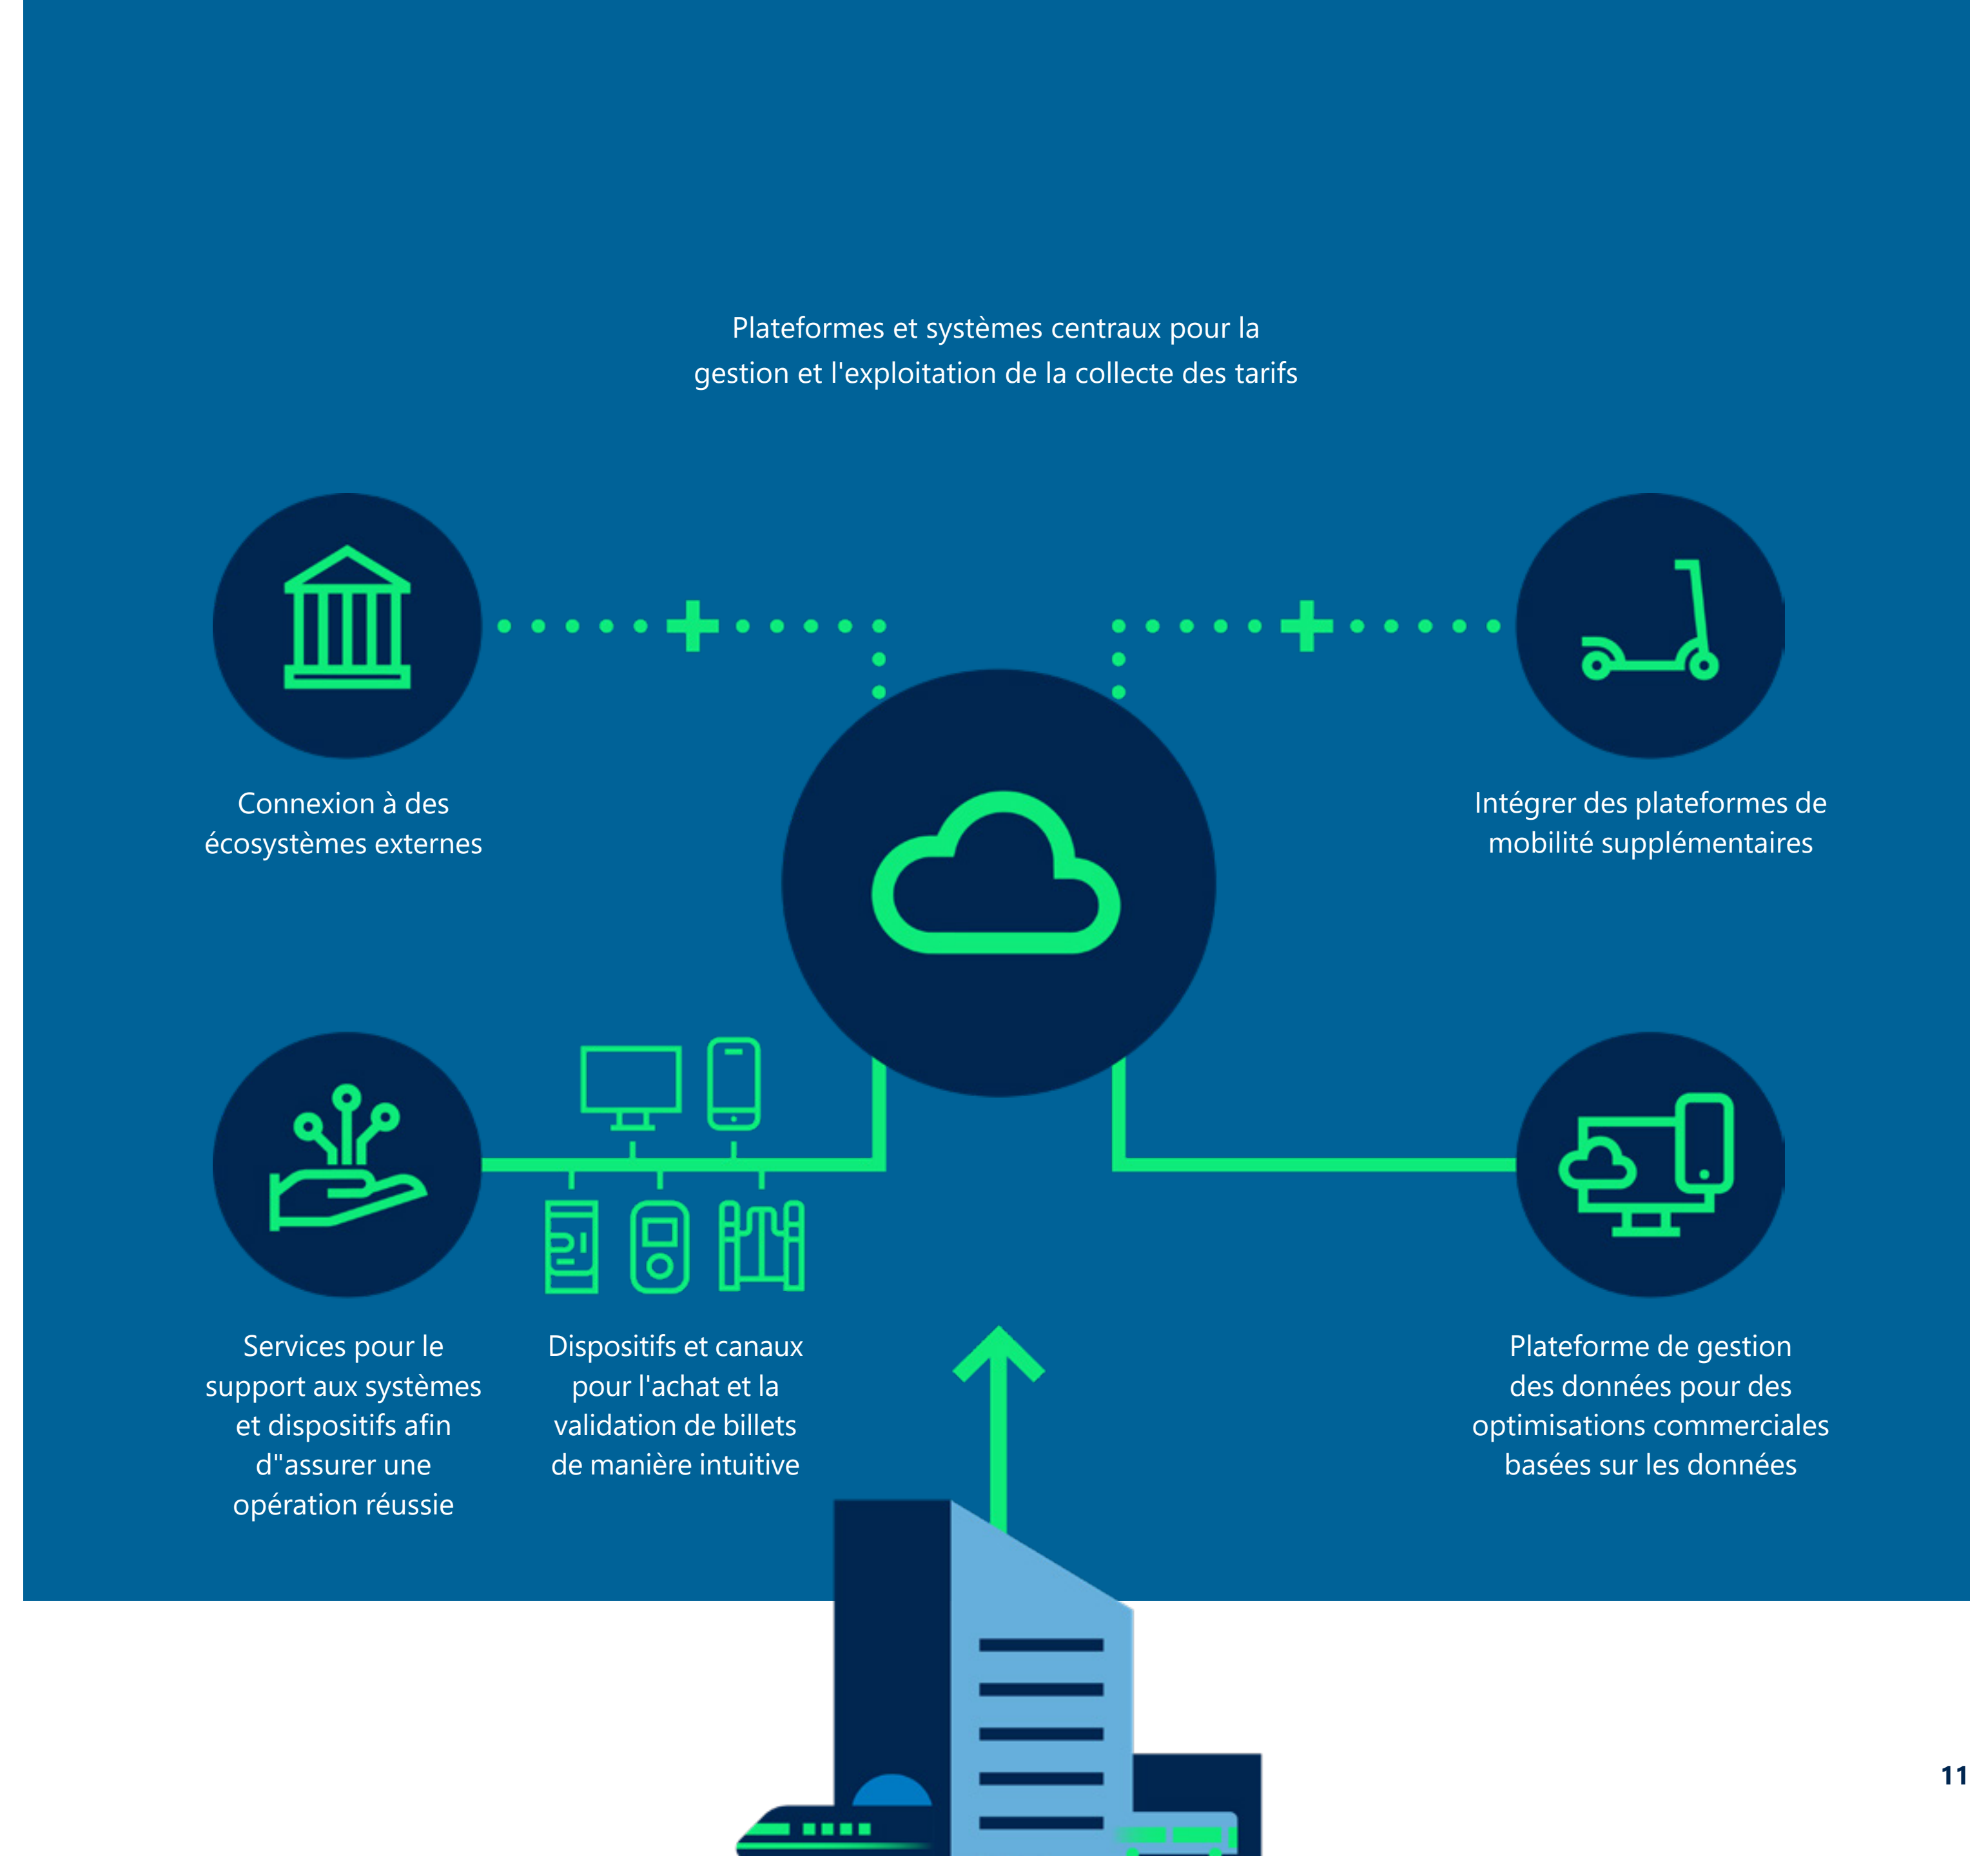 Plateformes et systèmes centraux pour la
gestion et l'exploitation de la collecte des tarifs
Connexion à des
écosystèmes externes
Intégrer des plateformes de
mobilité supplémentaires
Services pour le
support aux systèmes
et dispositifs afin
d"assurer une
opération réussie
Dispositifs et canaux
pour l'achat et la
validation de billets
de manière intuitive
Plateforme de gestion
des données pour des
optimisations commerciales
basées sur les données
11